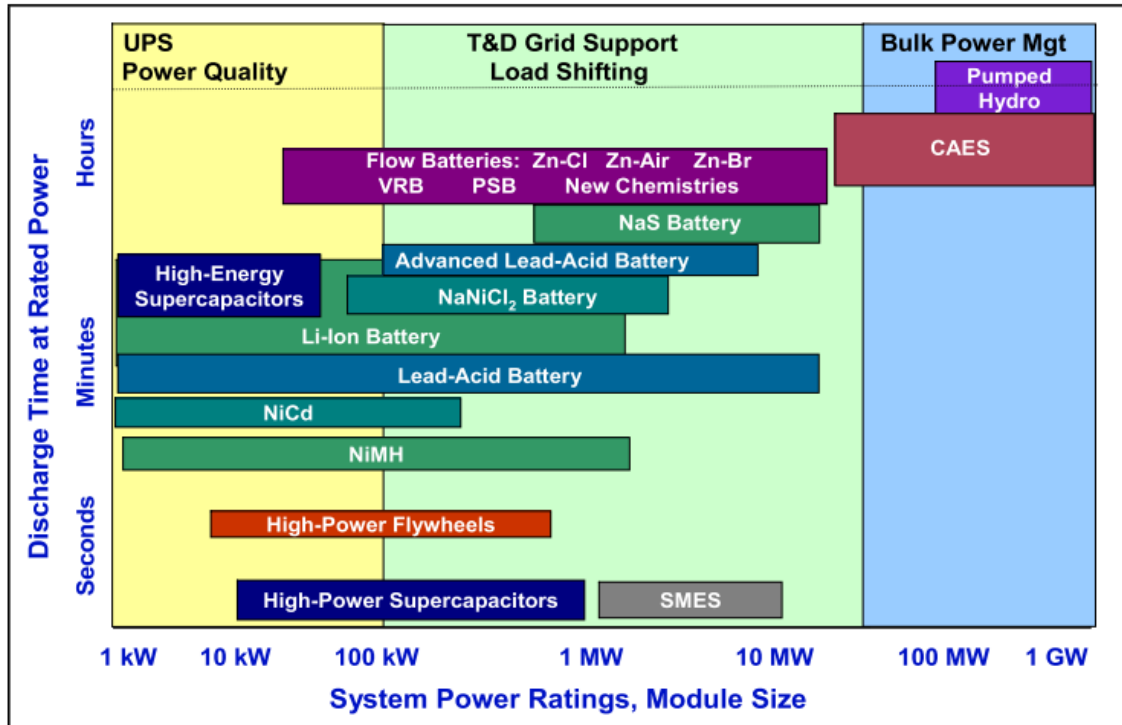 UPS
Power Quality
T&D Grid Support
Load Shifting
Bulk Power Mgt
Pumped
Hydro
CAES
Flow Batteries: Zn-Cl Zn-Air Zn-Br
VRB PSB New Chemistries
NaS Battery
Advanced Lead-Acid Battery
High-Energy
Supercapacitors
NaNiCl₂ Battery
Li-Ion Battery
Lead-Acid Battery
NiCd
NiMH
High-Power Flywheels
High-Power Supercapacitors
SMES
Discharge Time at Rated Power
Hours
Minutes
Seconds
1 kW 10 kW 100 kW 1 MW 10 MW 100 MW 1 GW
System Power Ratings, Module Size